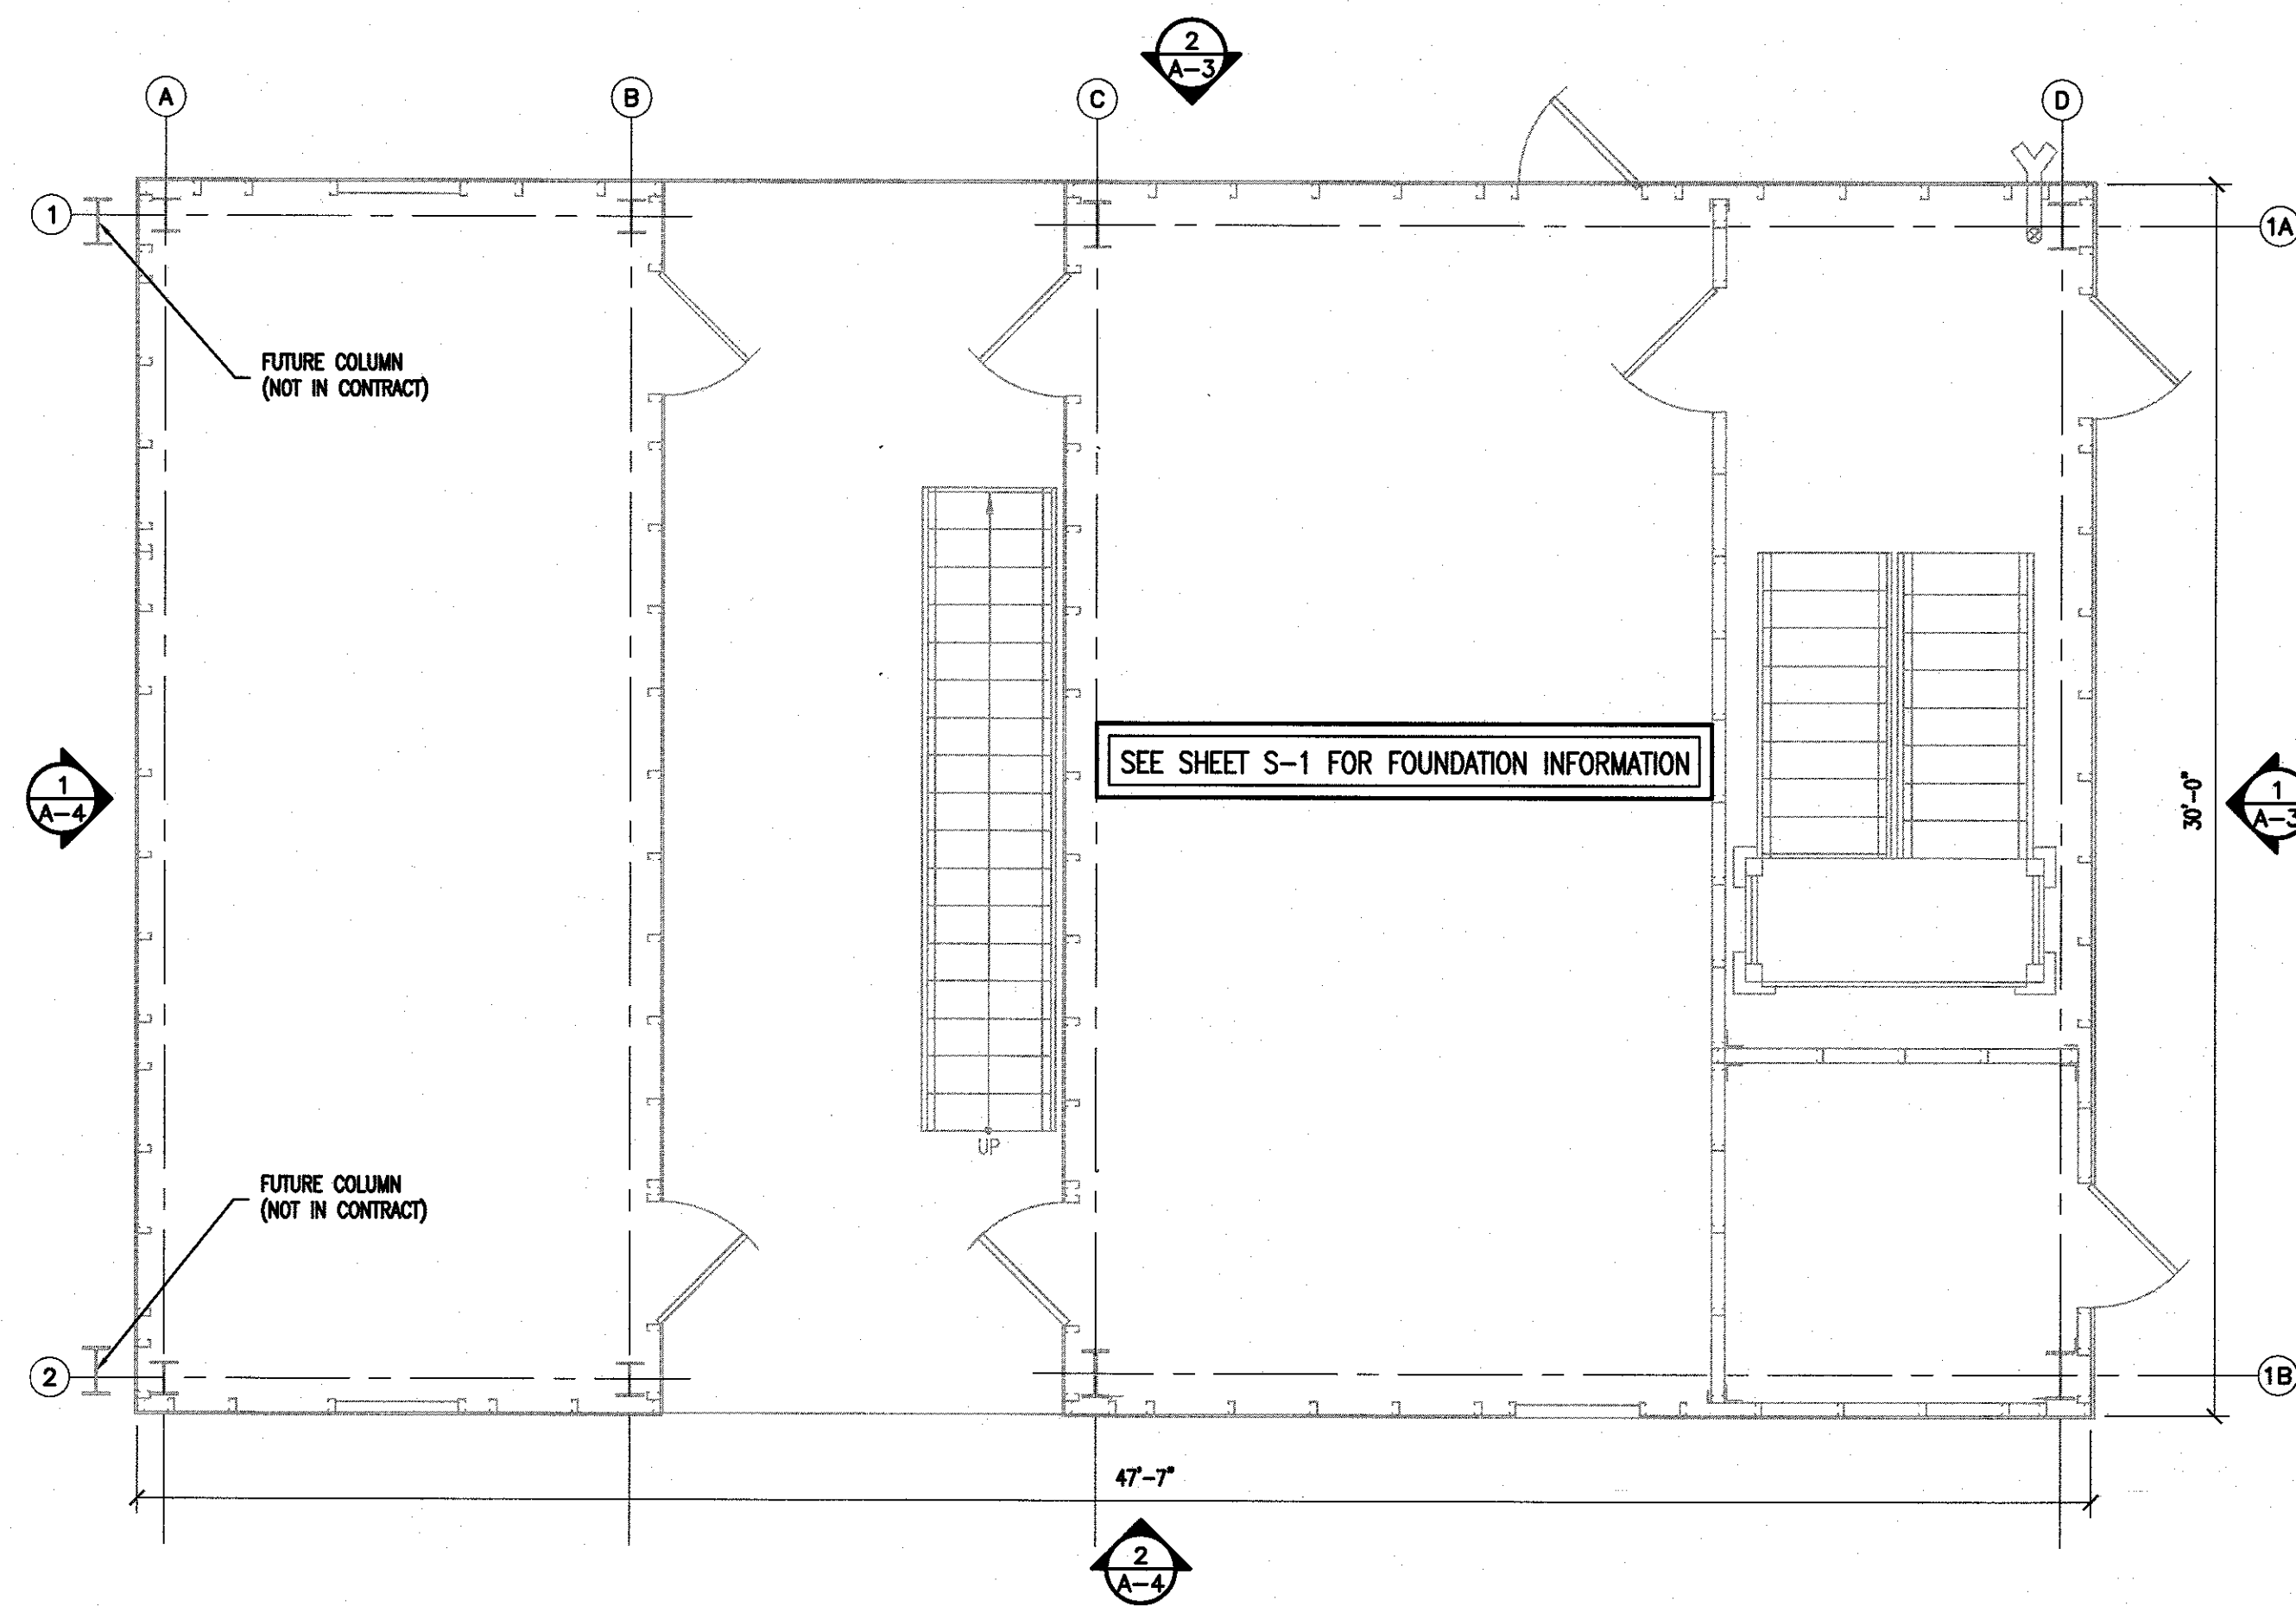 2
A-3
A
B
C
D
1
1A
FUTURE COLUMN
(NOT IN CONTRACT)
SEE SHEET S-1 FOR FOUNDATION INFORMATION
30'-0"
1
A-4
1
A-3
UP
FUTURE COLUMN
(NOT IN CONTRACT)
2
1B
47'-7"
2
A-4